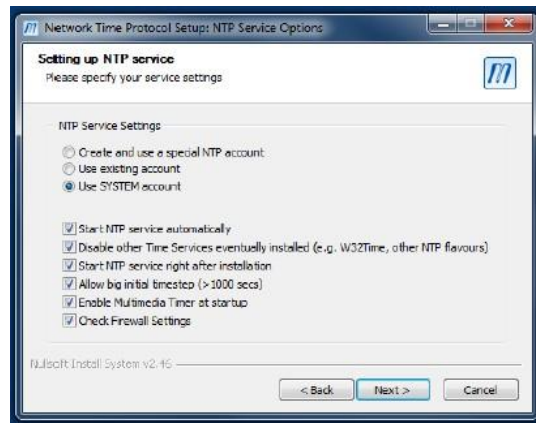 Network Time Protocol Setup: NTP Service Options
Setting up NTP service
Please specify your service settings
NTP Service Settings
Create and use a special NTP account
Use existing account
Use SYSTEM account
Start NTP service automatically
Disable other Time Services eventually installed (e.g. W32Time, other NTP flavours)
Start NTP service right after installation
Allow big initial timestep (>1000 secs)
Enable Multimedia Timer at startup
Check Firewall Settings
Nullsoft Install System v2.46
< Back Next > Cancel